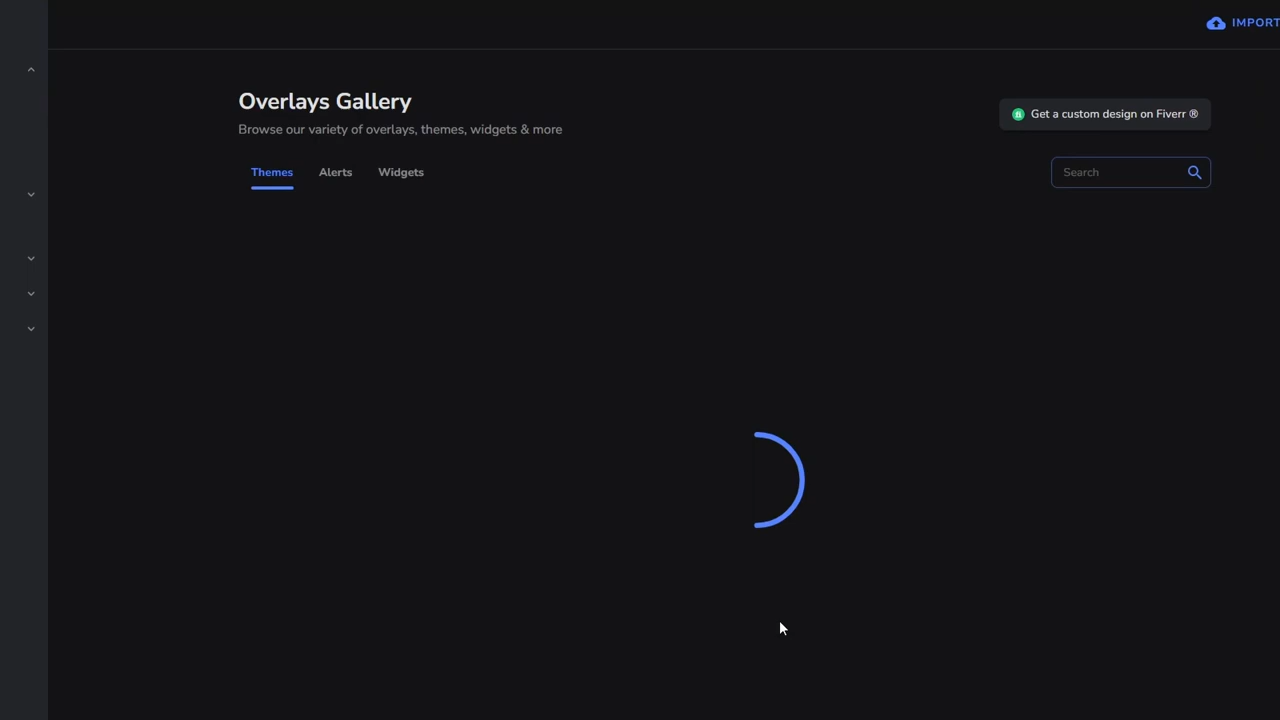 IMPORT
Overlays Gallery
Browse our variety of overlays, themes, widgets & more
Get a custom design on Fiverr ®
Themes Alerts Widgets
Search